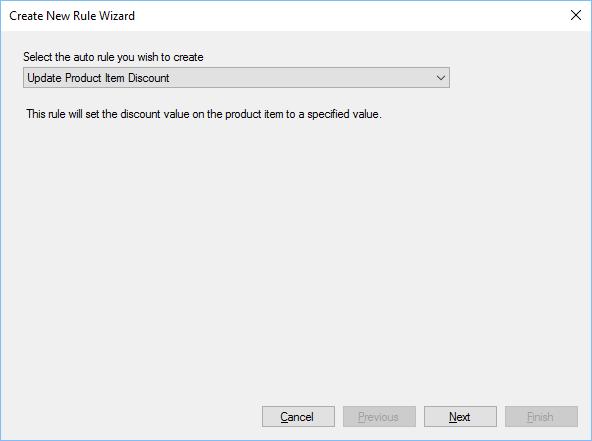 Create New Rule Wizard
Select the auto rule you wish to create
Update Product Item Discount
This rule will set the discount value on the product item to a specified value.
Cancel
Previous
Next
Finish